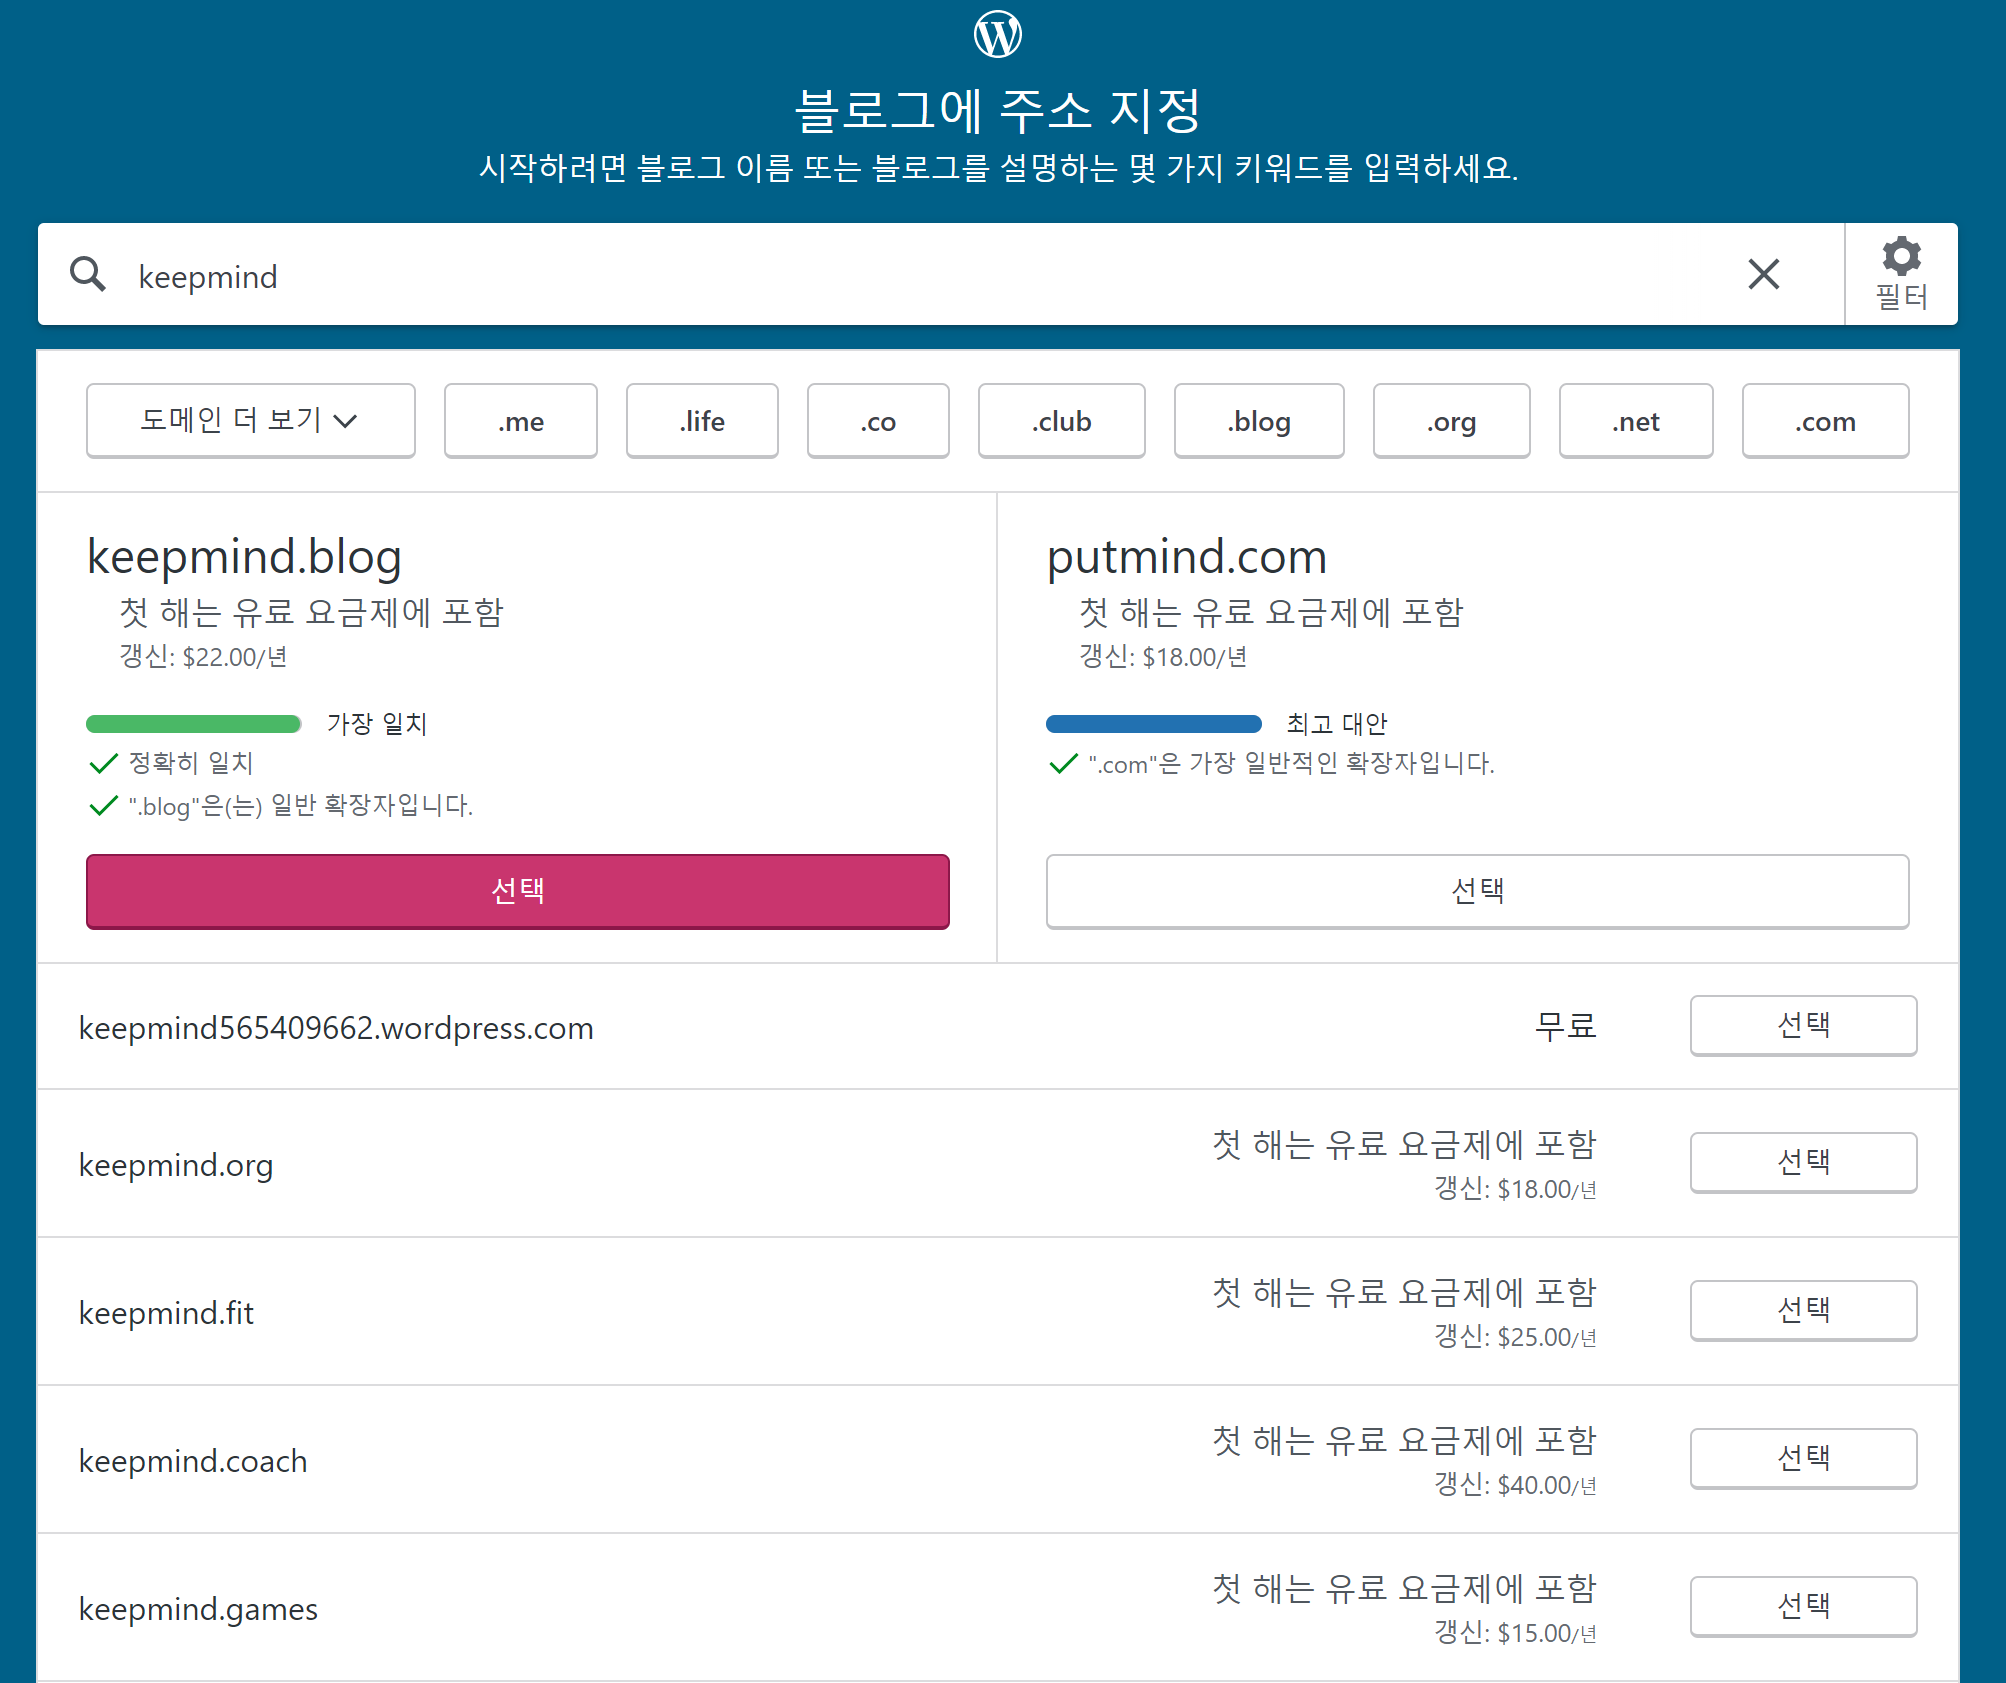 블로그에 주소 지정
시작하려면 블로그 이름 또는 블로그를 설명하는 몇 가지 키워드를 입력하세요.
keepmind
필터
도메인 더 보기 .me .life .co .club .blog .org .net .com
keepmind.blog
첫 해는 유료 요금제에 포함
갱신: $22.00/년
가장 일치
정확히 일치
".blog"은(는) 일반 확장자입니다.
선택
putmind.com
첫 해는 유료 요금제에 포함
갱신: $18.00/년
최고 대안
".com"은 가장 일반적인 확장자입니다.
선택
keepmind565409662.wordpress.com 무료 선택
keepmind.org 첫 해는 유료 요금제에 포함 선택
갱신: $18.00/년
keepmind.fit 첫 해는 유료 요금제에 포함 선택
갱신: $25.00/년
keepmind.coach 첫 해는 유료 요금제에 포함 선택
갱신: $40.00/년
keepmind.games 첫 해는 유료 요금제에 포함 선택
갱신: $15.00/년